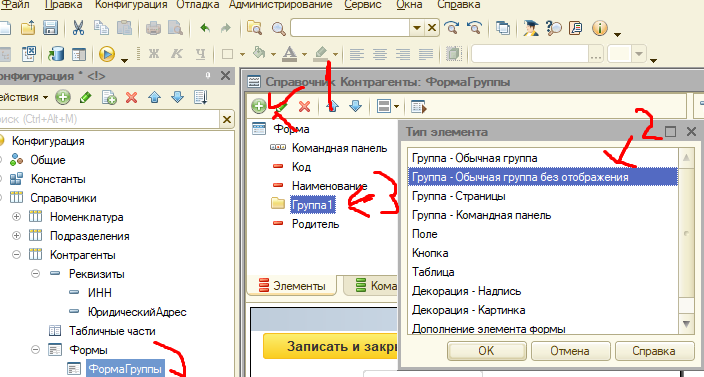 Файл Правка Конфигурация Отладка Администрирование Сервис Окна Справка
Ж К Ч
конфигурация * <!>
действия
поиск (Ctrl+Alt+M)
Конфигурация
Общие
Константы
Справочники
Номенклатура
Подразделения
Контрагенты
Реквизиты
ИНН
ЮридическийАдрес
Табличные части
Формы
ФормаГруппы
Справочник Контрагенты: ФормаГруппы
1
Форма
Командная панель
Код
Наименование
Группа1
3
Родитель
Элементы
Кома
Записать и закры
Тип элемента
2
Группа - Обычная группа
Группа - Обычная группа без отображения
Группа - Страницы
Группа - Командная панель
Поле
Кнопка
Таблица
Декорация - Надпись
Декорация - Картинка
Дополнение элемента формы
OK Отмена Справка